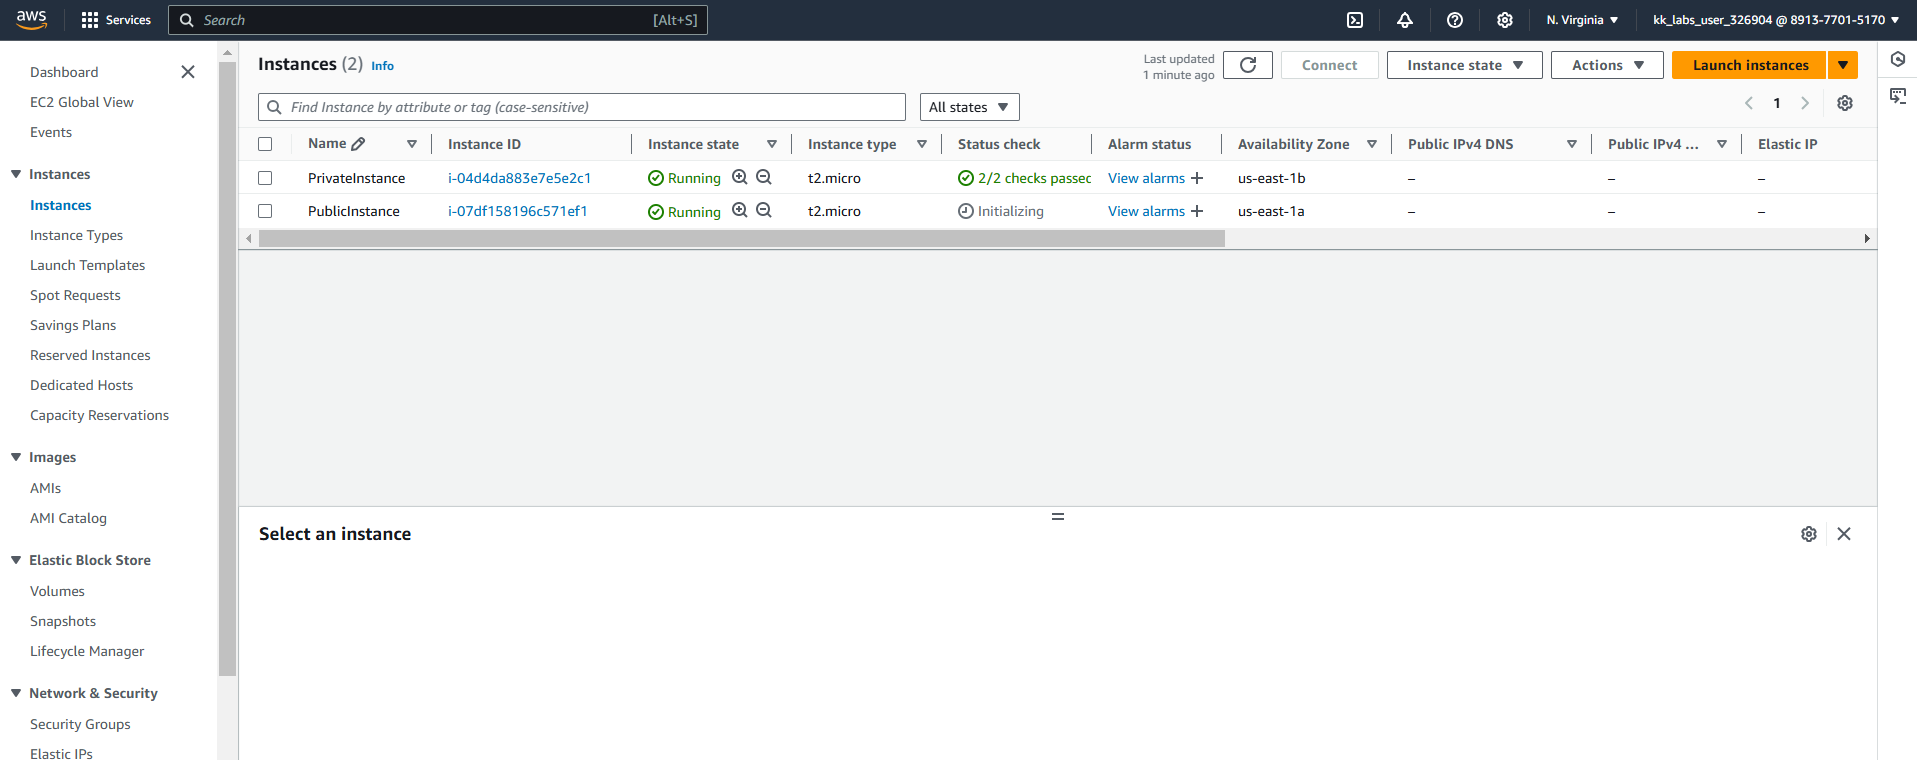 aws
Services
Search
[Alt+S]
N. Virginia
kk_labs_user_326904 @ 8913-7701-5170
Dashboard
EC2 Global View
Events
Instances
Instances
Instance Types
Launch Templates
Spot Requests
Savings Plans
Reserved Instances
Dedicated Hosts
Capacity Reservations
Images
AMIs
AMI Catalog
Elastic Block Store
Volumes
Snapshots
Lifecycle Manager
Network & Security
Security Groups
Elastic IPs
Instances (2) Info
Last updated
1 minute ago
Connect
Instance state
Actions
Launch instances
Find Instance by attribute or tag (case-sensitive)
All states
1
Name Instance ID Instance state Instance type Status check Alarm status Availability Zone Public IPv4 DNS Public IPv4 ... Elastic IP
PrivateInstance i-04d4da883e7e5e2c1 Running t2.micro 2/2 checks passed View alarms + us-east-1b – – –
PublicInstance i-07df158196c571ef1 Running t2.micro Initializing View alarms + us-east-1a – – –
Select an instance